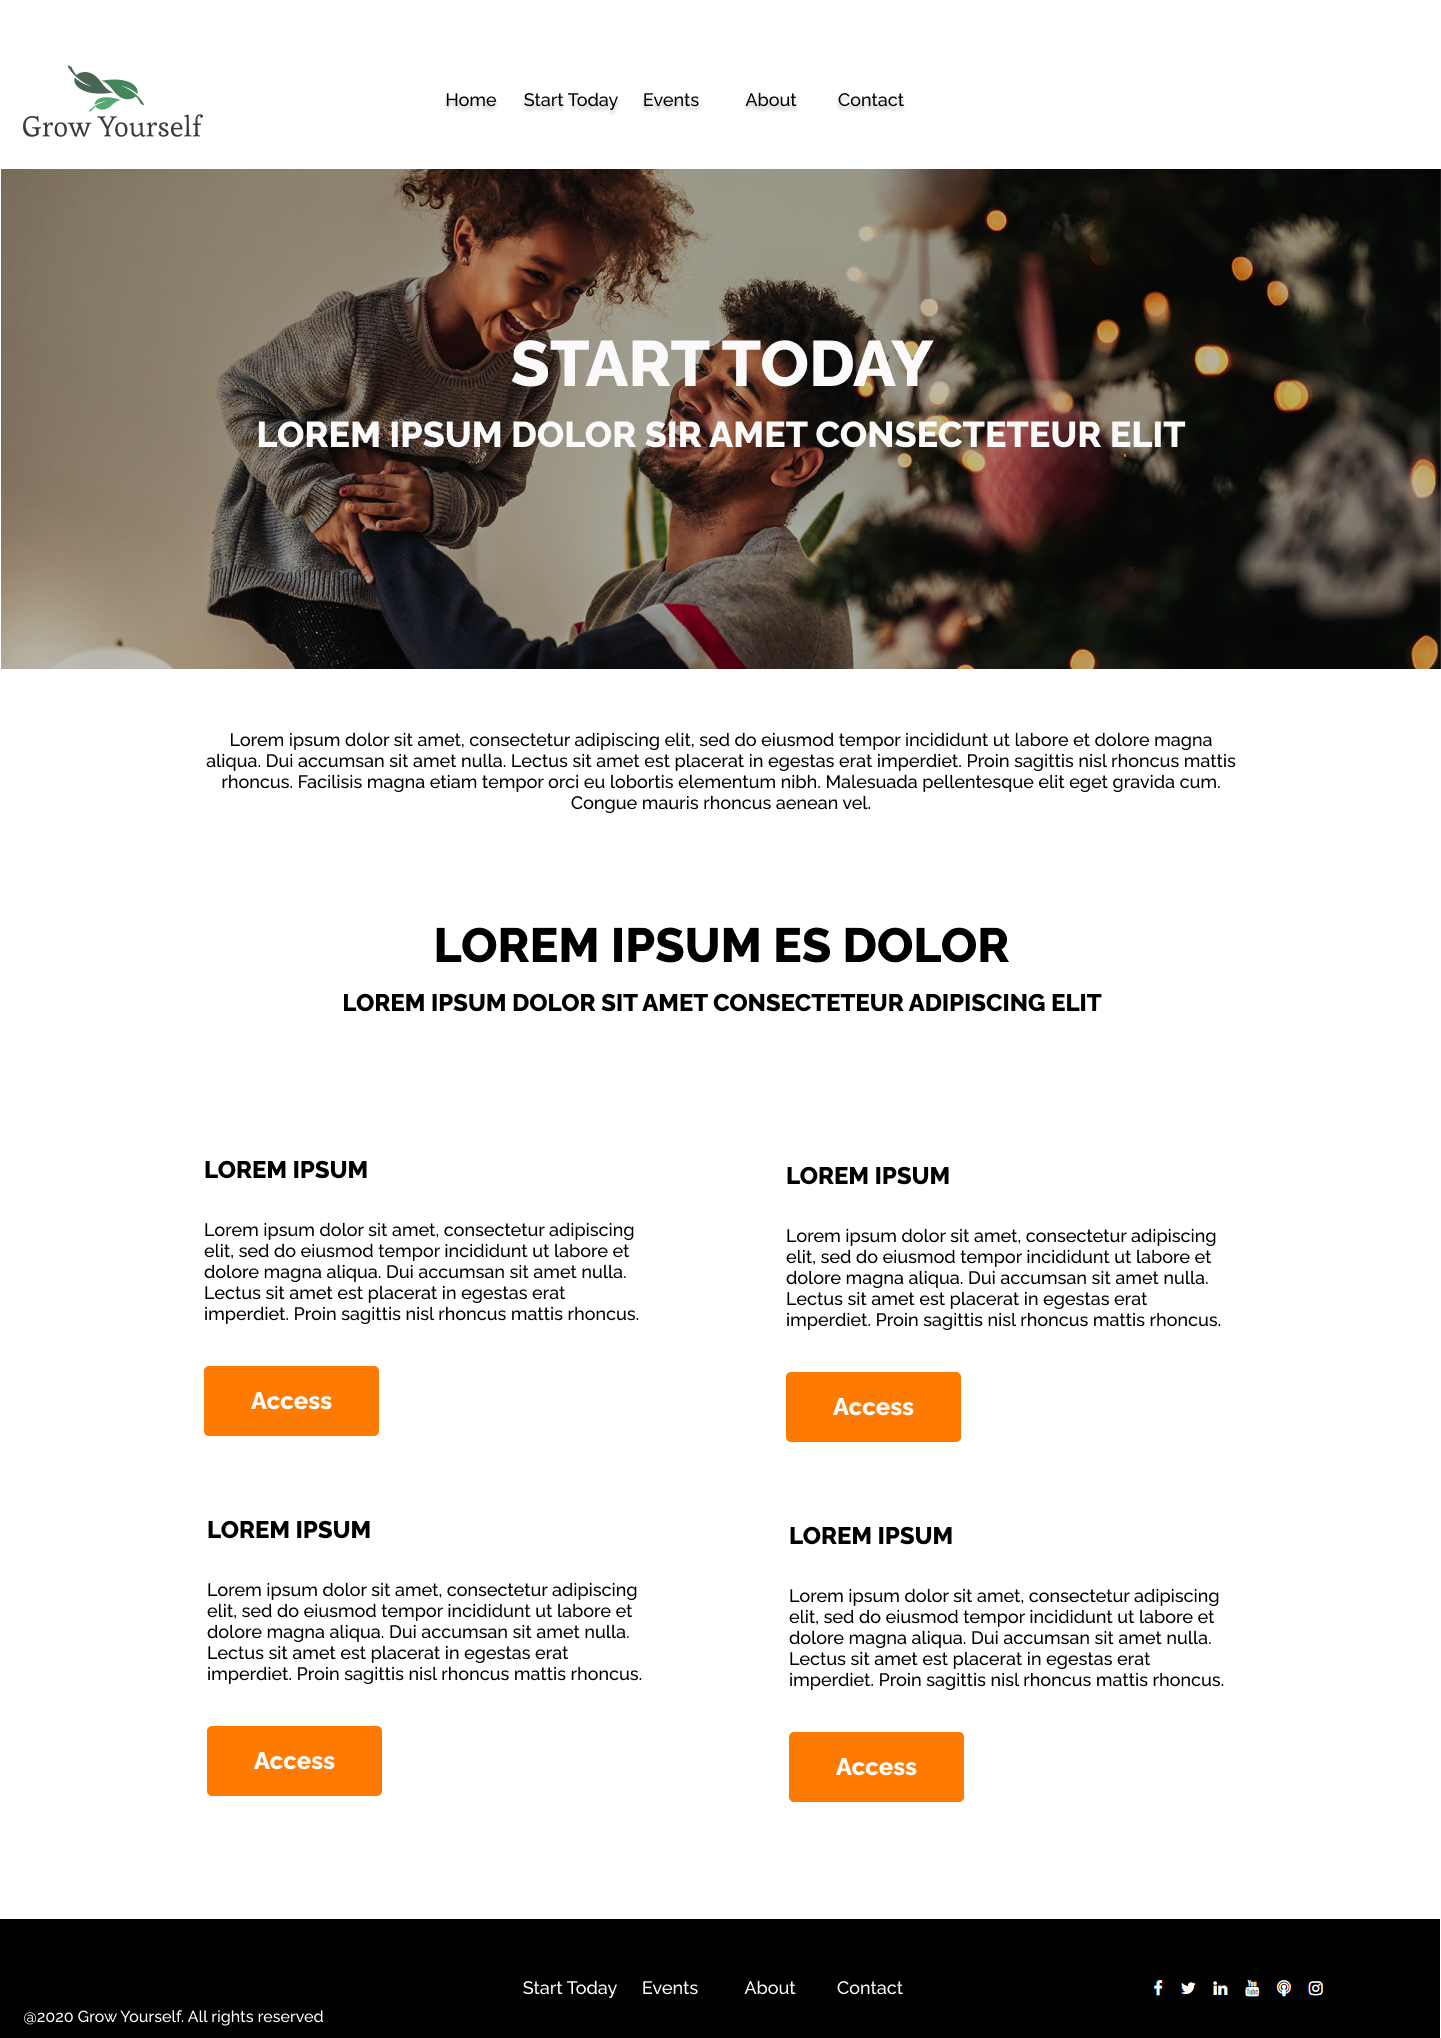 Grow Yourself
Home Start Today Events About Contact
START TODAY
LOREM IPSUM DOLOR SIR AMET CONSECTETEUR ELIT
Lorem ipsum dolor sit amet, consectetur adipiscing elit, sed do eiusmod tempor incididunt ut labore et dolore magna
aliqua. Dui accumsan sit amet nulla. Lectus sit amet est placerat in egestas erat imperdiet. Proin sagittis nisl rhoncus mattis
rhoncus. Facilisis magna etiam tempor orci eu lobortis elementum nibh. Malesuada pellentesque elit eget gravida cum.
Congue mauris rhoncus aenean vel.
LOREM IPSUM ES DOLOR
LOREM IPSUM DOLOR SIT AMET CONSECTETEUR ADIPISCING ELIT
LOREM IPSUM
Lorem ipsum dolor sit amet, consectetur adipiscing
elit, sed do eiusmod tempor incididunt ut labore et
dolore magna aliqua. Dui accumsan sit amet nulla.
Lectus sit amet est placerat in egestas erat
imperdiet. Proin sagittis nisl rhoncus mattis rhoncus.
Access
LOREM IPSUM
Lorem ipsum dolor sit amet, consectetur adipiscing
elit, sed do eiusmod tempor incididunt ut labore et
dolore magna aliqua. Dui accumsan sit amet nulla.
Lectus sit amet est placerat in egestas erat
imperdiet. Proin sagittis nisl rhoncus mattis rhoncus.
Access
LOREM IPSUM
Lorem ipsum dolor sit amet, consectetur adipiscing
elit, sed do eiusmod tempor incididunt ut labore et
dolore magna aliqua. Dui accumsan sit amet nulla.
Lectus sit amet est placerat in egestas erat
imperdiet. Proin sagittis nisl rhoncus mattis rhoncus.
Access
LOREM IPSUM
Lorem ipsum dolor sit amet, consectetur adipiscing
elit, sed do eiusmod tempor incididunt ut labore et
dolore magna aliqua. Dui accumsan sit amet nulla.
Lectus sit amet est placerat in egestas erat
imperdiet. Proin sagittis nisl rhoncus mattis rhoncus.
Access
Start Today Events About Contact
You
Tube
@2020 Grow Yourself. All rights reserved